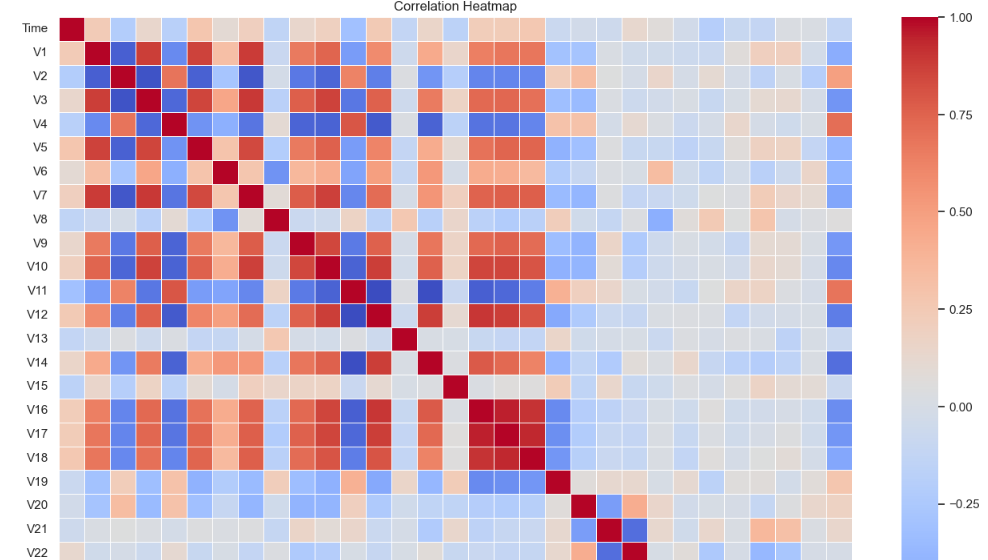 Correlation Heatmap
Time
V1
V2
V3
V4
V5
V6
V7
V8
V9
V10
V11
V12
V13
V14
V15
V16
V17
V18
V19
V20
V21
V22
1.00
0.75
0.50
0.25
0.00
−0.25